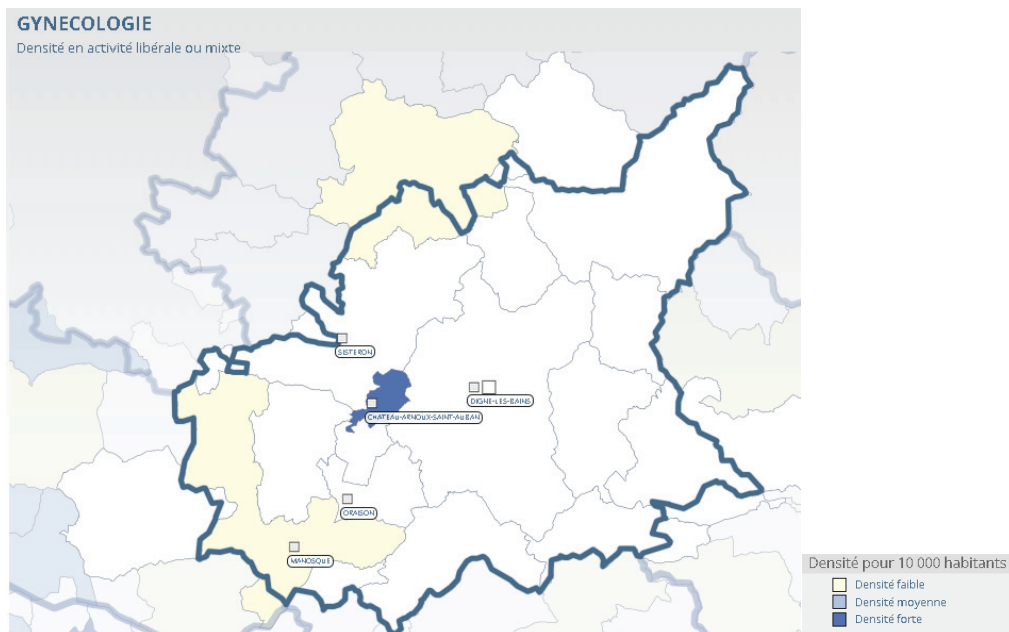 GYNECOLOGIE
Densité en activité libérale ou mixte
SISTERON
DIGNE-LES-BAINS
CHATEAU-ARNOUX-SAINT-AUBAN
ORAISON
MANOSQUE
Densité pour 10 000 habitants
Densité faible
Densité moyenne
Densité forte